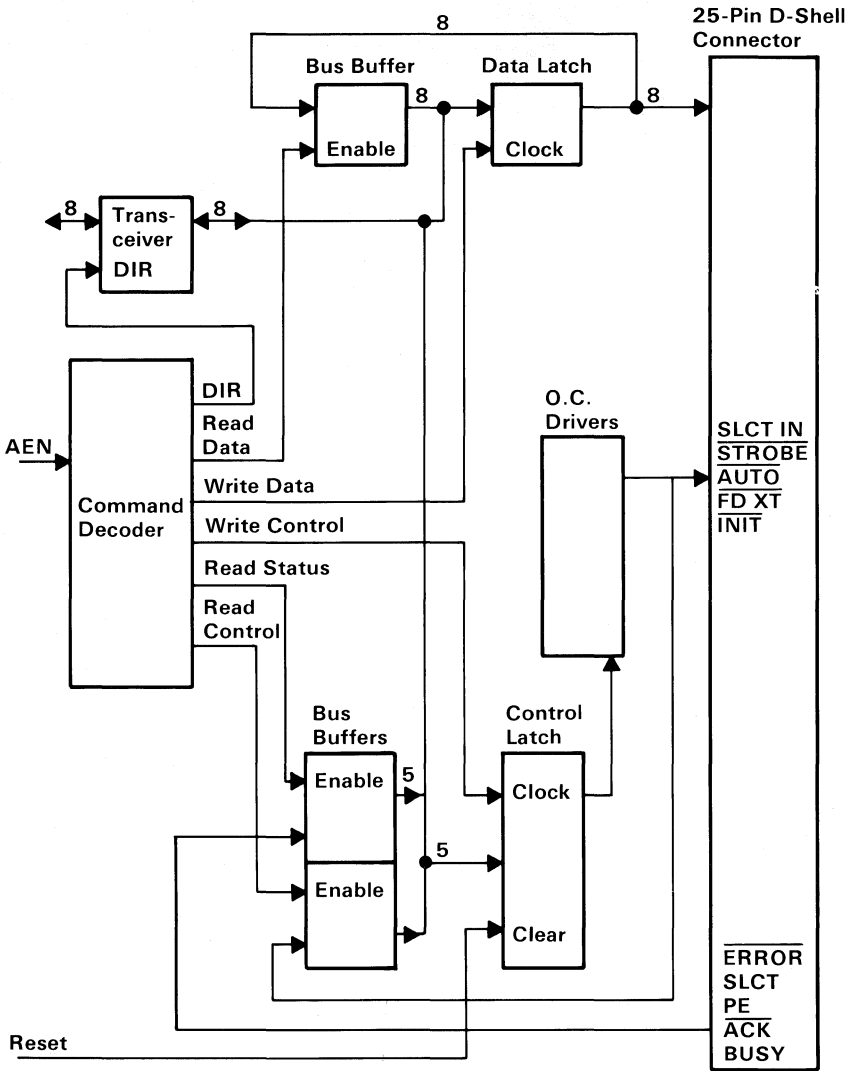 25-Pin D-Shell
Connector
8
Bus Buffer
Data Latch
8
8
Enable
Clock
8
Trans-
ceiver
8
DIR
DIR
Read
Data
AEN
Command
Decoder
Write Data
Write Control
Read Status
Read
Control
O.C.
Drivers
SLCT IN
STROBE
AUTO
FD XT
INIT
Bus
Buffers
Control
Latch
Enable
5
Clock
5
Enable
Clear
ERROR
SLCT
PE
ACK
BUSY
Reset